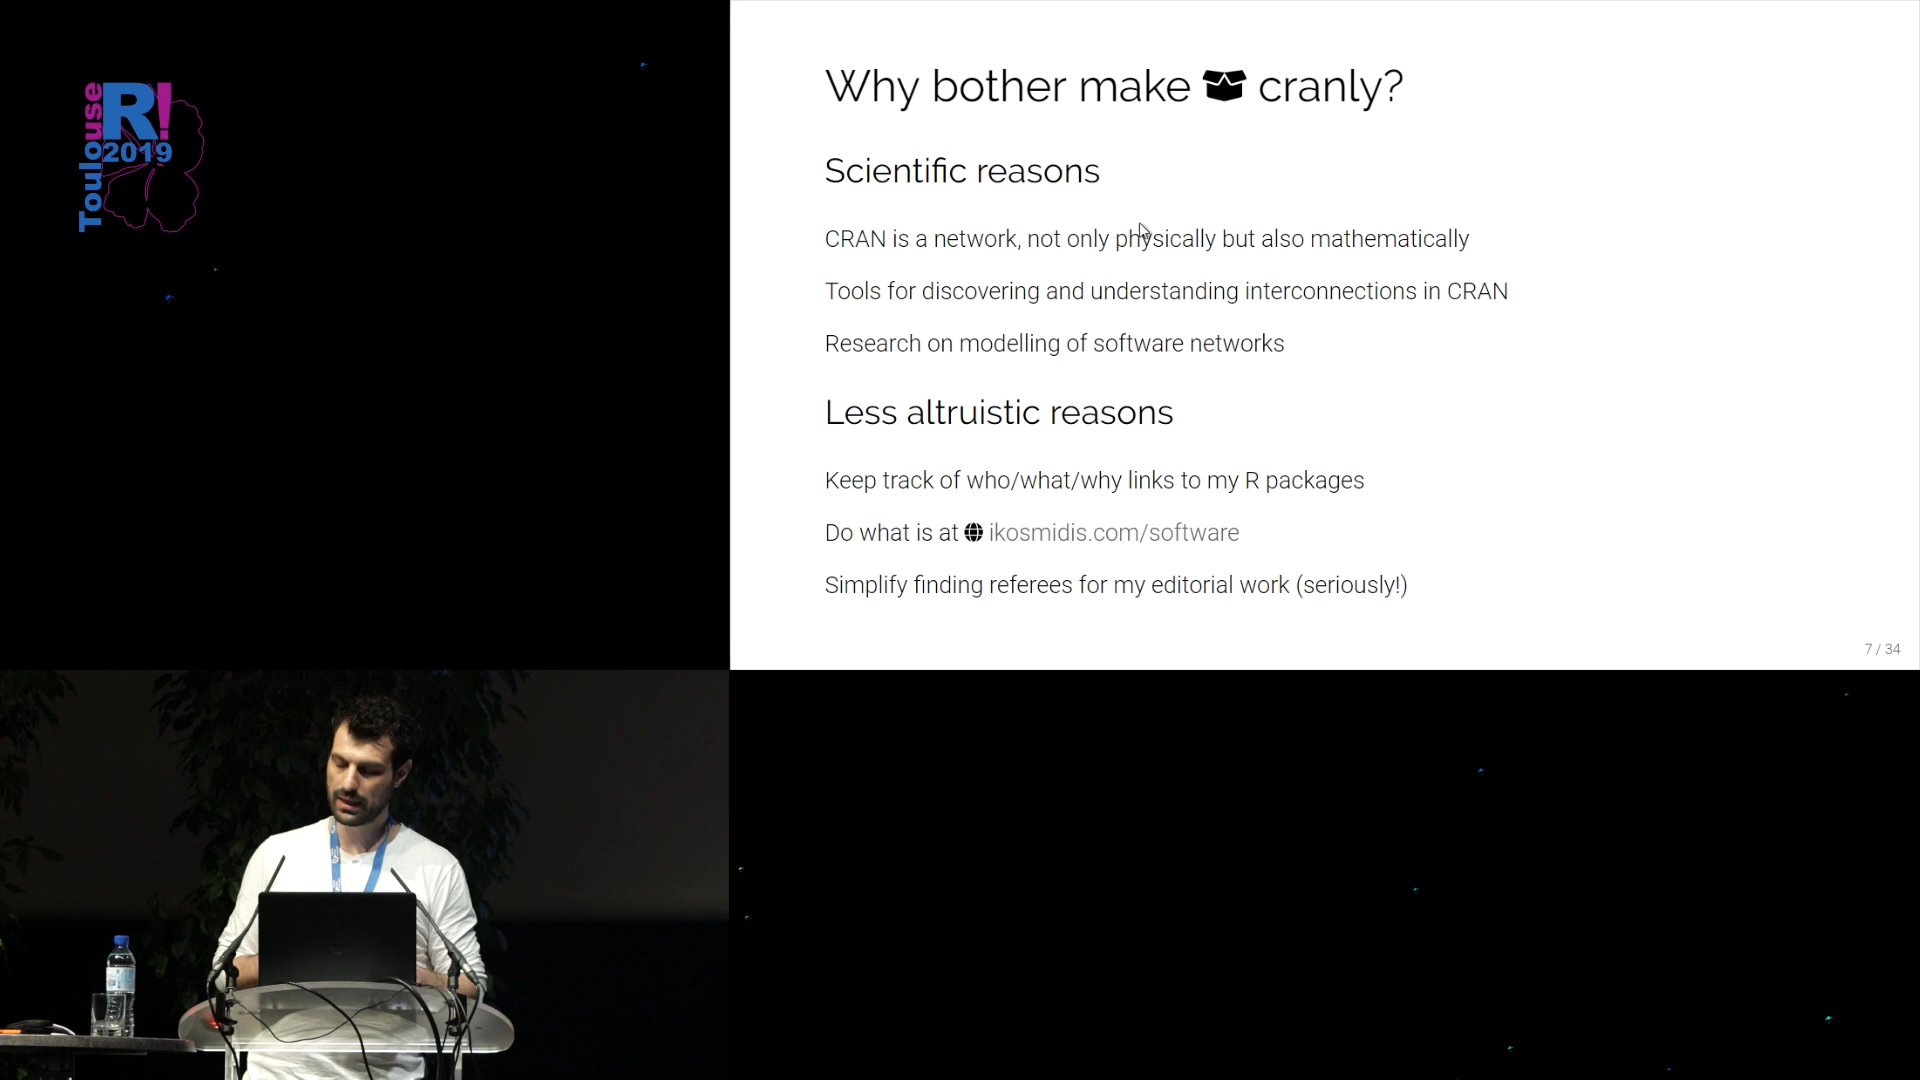 Toulouse
R!
2019
Why bother make cranly?
Scientific reasons
CRAN is a network, not only physically but also mathematically
Tools for discovering and understanding interconnections in CRAN
Research on modelling of software networks
Less altruistic reasons
Keep track of who/what/why links to my R packages
Do what is at ikosmidis.com/software
Simplify finding referees for my editorial work (seriously!)
7 / 34